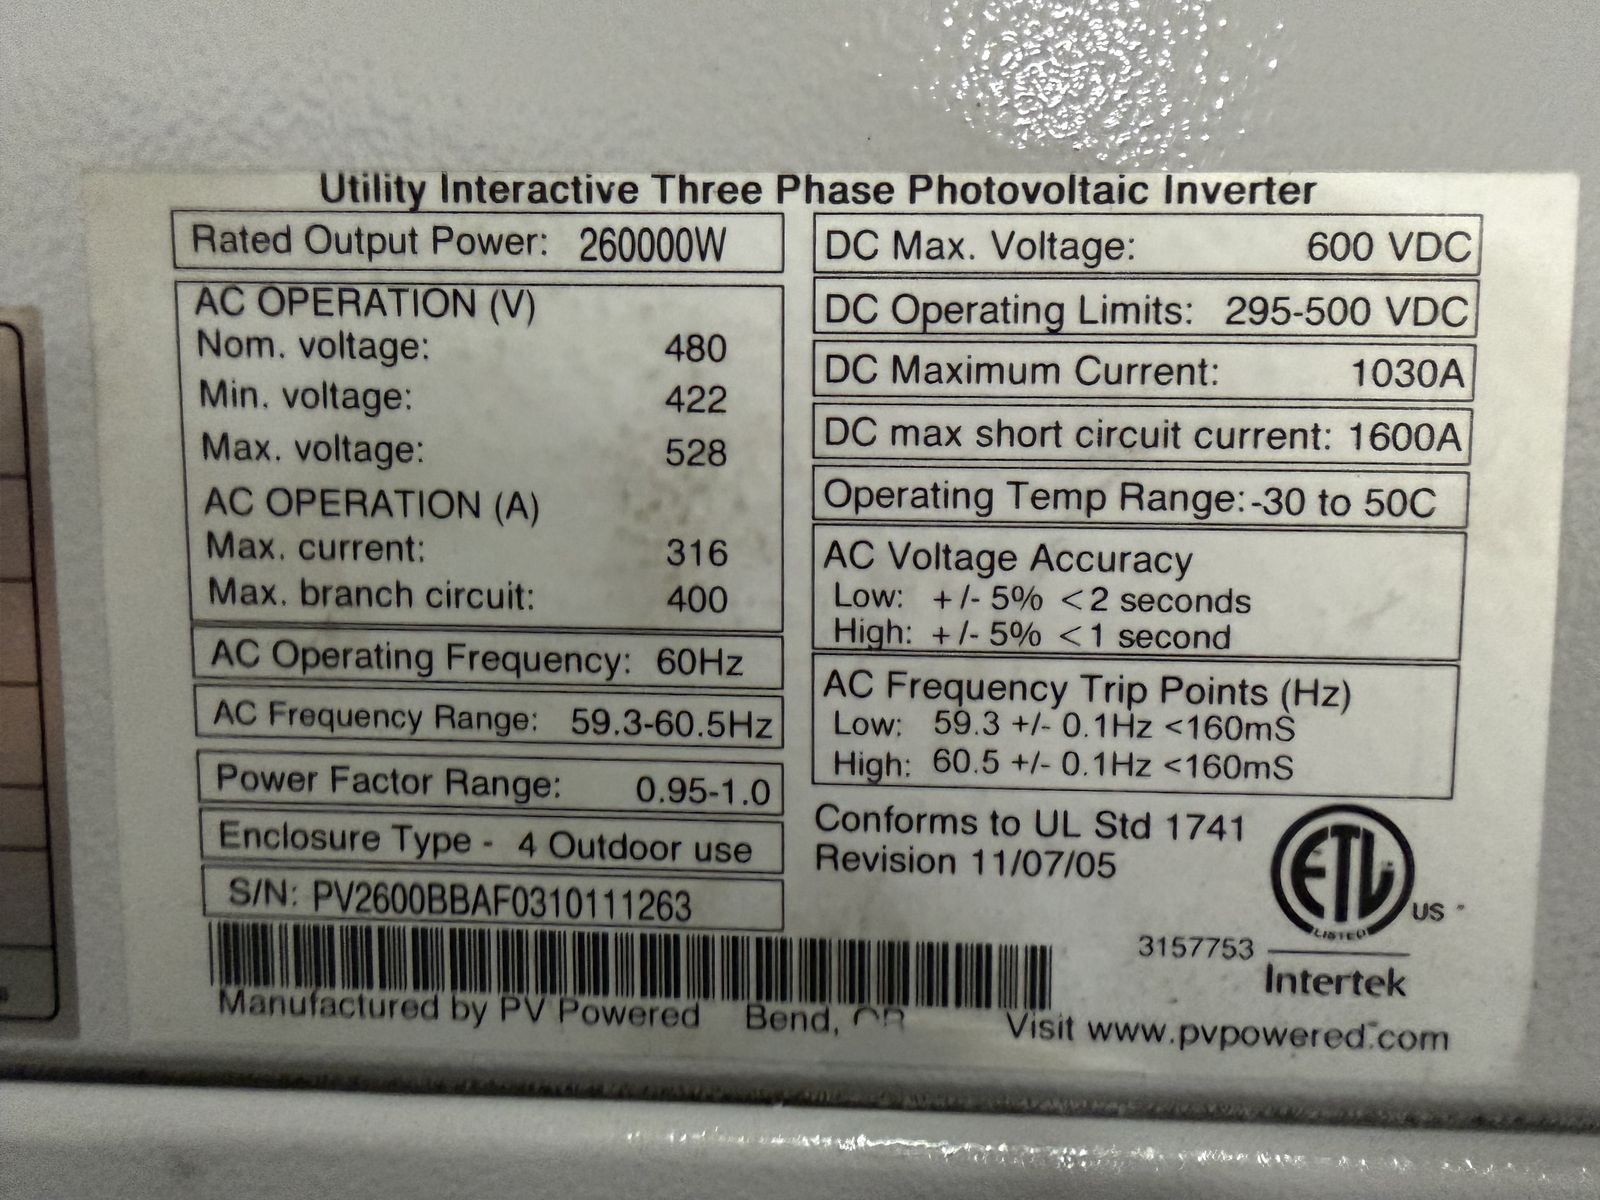 Utility Interactive Three Phase Photovoltaic Inverter
Rated Output Power: 260000W
AC OPERATION (V)
Nom. voltage: 480
Min. voltage: 422
Max. voltage: 528
AC OPERATION (A)
Max. current: 316
Max. branch circuit: 400
AC Operating Frequency: 60Hz
AC Frequency Range: 59.3-60.5Hz
Power Factor Range: 0.95-1.0
Enclosure Type - 4 Outdoor use
S/N: PV2600BBAF0310111263
Manufactured by PV Powered Bend,
DC Max. Voltage: 600 VDC
DC Operating Limits: 295-500 VDC
DC Maximum Current: 1030A
DC max short circuit current: 1600A
Operating Temp Range: -30 to 50C
AC Voltage Accuracy
Low: +/- 5% <2 seconds
High: +/- 5% <1 second
AC Frequency Trip Points (Hz)
Low: 59.3 +/- 0.1Hz <160mS
High: 60.5 +/- 0.1Hz <160mS
Conforms to UL Std 1741
Revision 11/07/05
ETL
LISTED
US
3157753
Intertek
Visit www.pvpowered.com